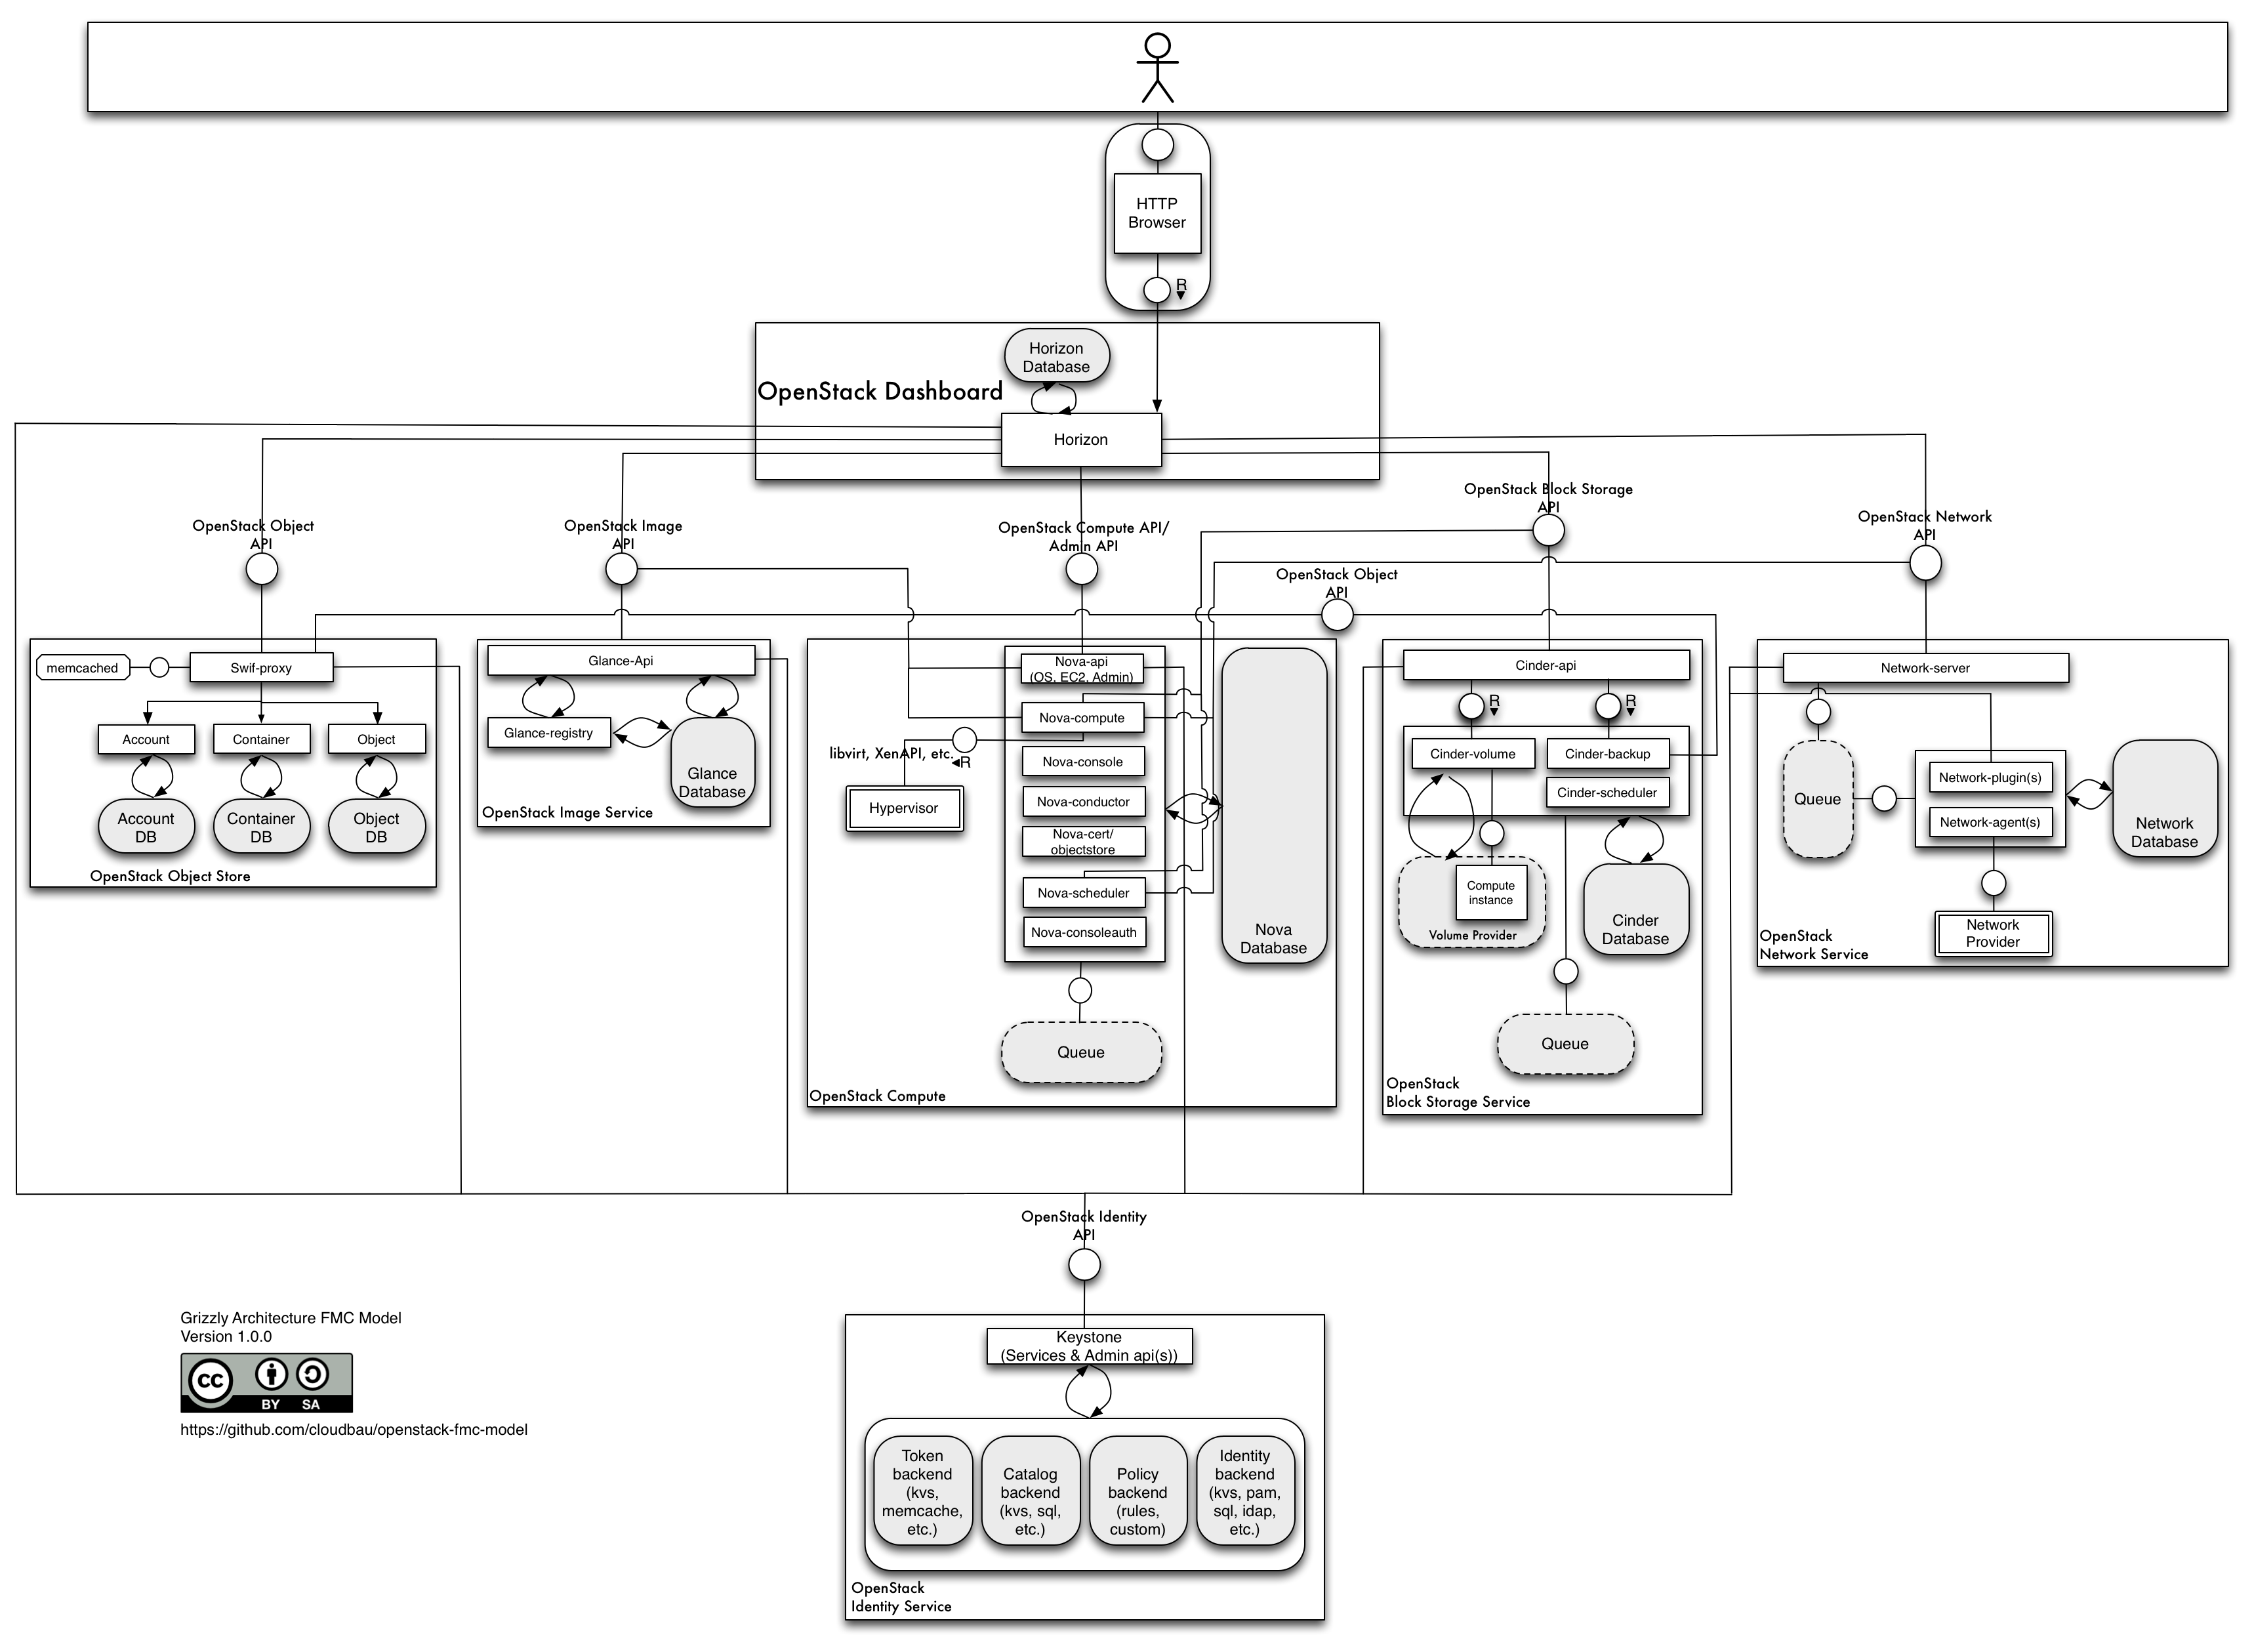 HTTP
Browser
R
Horizon
Database
OpenStack Dashboard
Horizon
OpenStack Object
API
OpenStack Image
API
OpenStack Compute API/
Admin API
OpenStack Block Storage
API
OpenStack Network
API
OpenStack Object
API
memcached
Swif-proxy
Account
Container
Object
Account
DB
Container
DB
Object
DB
OpenStack Object Store
Glance-Api
Glance-registry
Glance
Database
OpenStack Image Service
Nova-api
(OS, EC2, Admin)
Nova-compute
libvirt, XenAPI, etc.
R
Hypervisor
Nova-console
Nova-conductor
Nova-cert/
objectstore
Nova-scheduler
Nova-consoleauth
Nova
Database
Queue
OpenStack Compute
Cinder-api
R
R
Cinder-volume
Cinder-backup
Cinder-scheduler
Compute
instance
Volume Provider
Cinder
Database
Queue
OpenStack
Block Storage Service
Network-server
Queue
Network-plugin(s)
Network-agent(s)
Network
Database
Network
Provider
OpenStack
Network Service
OpenStack Identity
API
Keystone
(Services & Admin api(s))
Token
backend
(kvs,
memcache,
etc.)
Catalog
backend
(kvs, sql,
etc.)
Policy
backend
(rules,
custom)
Identity
backend
(kvs, pam,
sql, idap,
etc.)
OpenStack
Identity Service
Grizzly Architecture FMC Model
Version 1.0.0
cc
BY SA
https://github.com/cloudbau/openstack-fmc-model